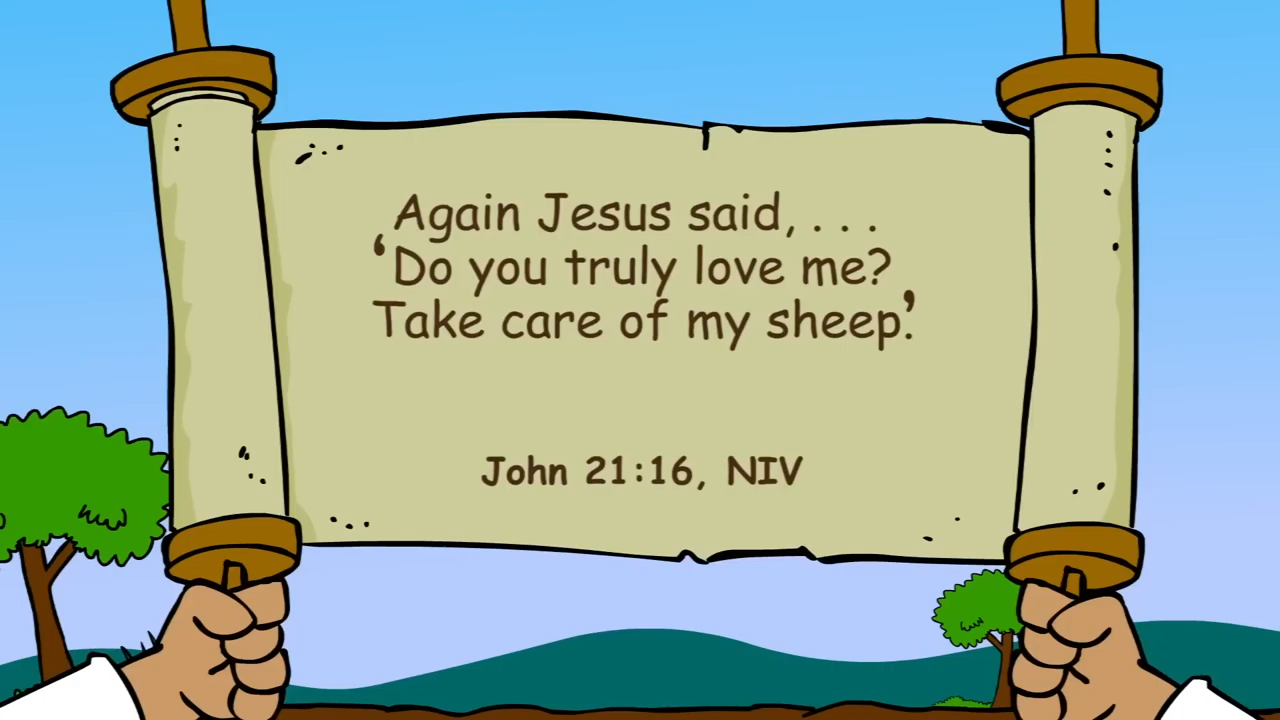 Again Jesus said, . . .
‘Do you truly love me?
Take care of my sheep.’
John 21:16, NIV